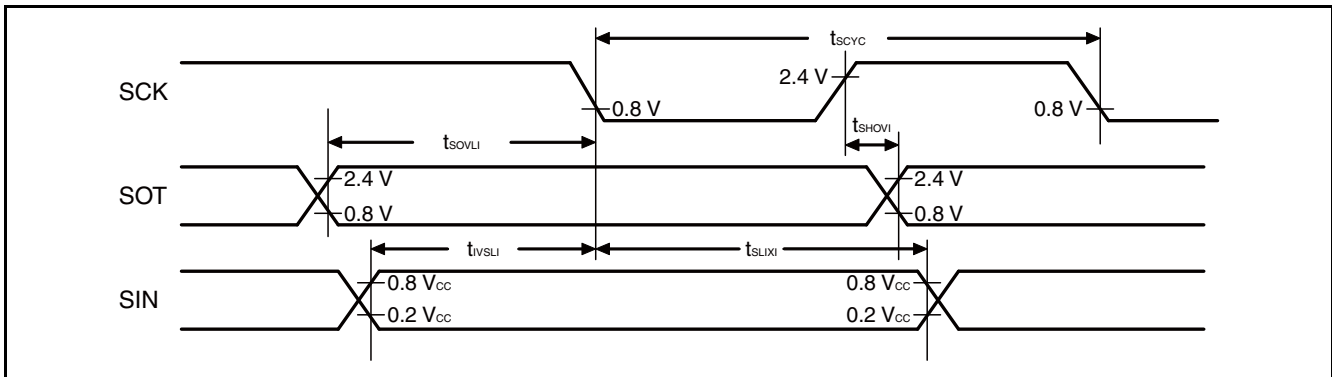 tSCYC
SCK
2.4 V
0.8 V
0.8 V
tSHOVI
tSOVLI
SOT
2.4 V
2.4 V
0.8 V
0.8 V
tIVSLI
tSLIXI
SIN
0.8 VCC
0.8 VCC
0.2 VCC
0.2 VCC